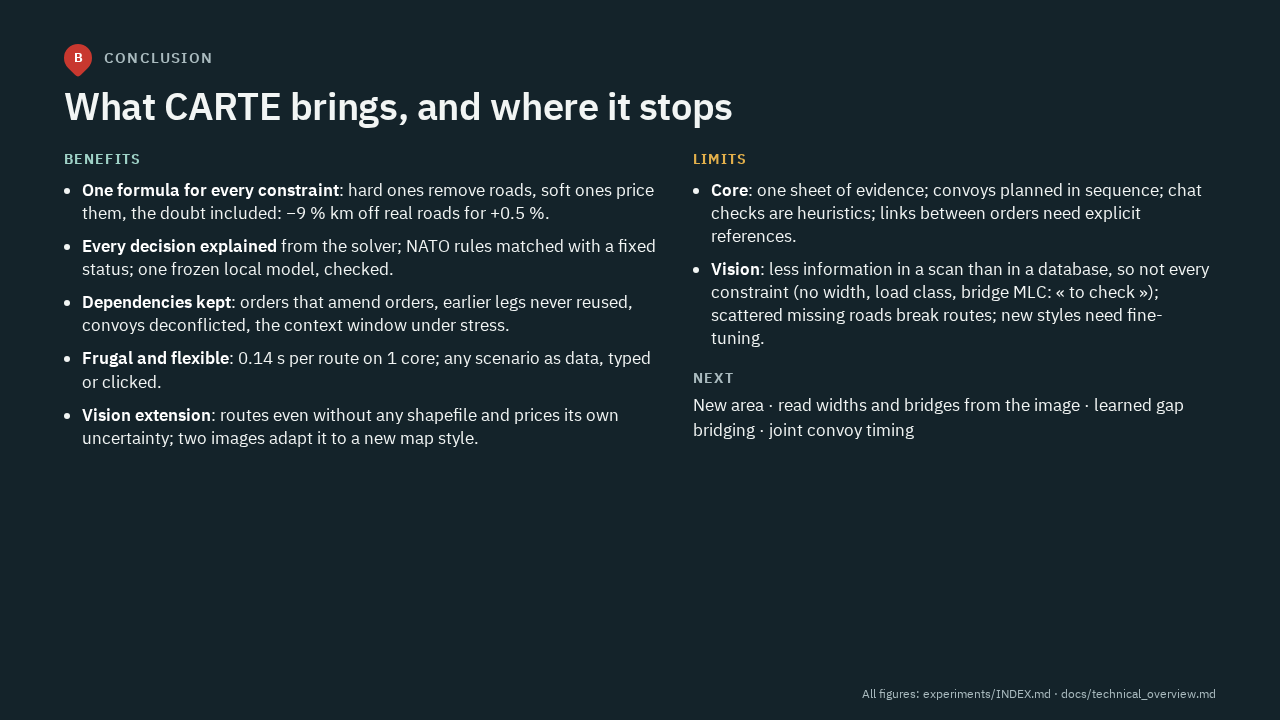 B CONCLUSION
What CARTE brings, and where it stops
BENEFITS
• One formula for every constraint: hard ones remove roads, soft ones price
them, the doubt included: −9 % km off real roads for +0.5 %.
• Every decision explained from the solver; NATO rules matched with a fixed
status; one frozen local model, checked.
• Dependencies kept: orders that amend orders, earlier legs never reused,
convoys deconflicted, the context window under stress.
• Frugal and flexible: 0.14 s per route on 1 core; any scenario as data, typed
or clicked.
• Vision extension: routes even without any shapefile and prices its own
uncertainty; two images adapt it to a new map style.
LIMITS
• Core: one sheet of evidence; convoys planned in sequence; chat
checks are heuristics; links between orders need explicit
references.
• Vision: less information in a scan than in a database, so not every
constraint (no width, load class, bridge MLC: « to check »);
scattered missing roads break routes; new styles need fine-
tuning.
NEXT
New area · read widths and bridges from the image · learned gap
bridging · joint convoy timing
All figures: experiments/INDEX.md · docs/technical_overview.md